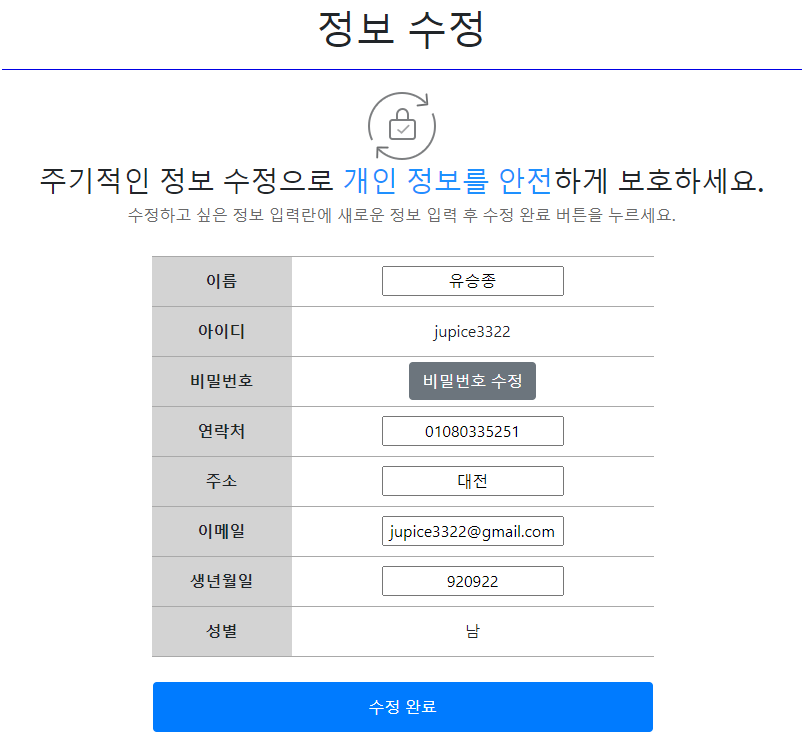 정보 수정
주기적인 정보 수정으로 개인 정보를 안전하게 보호하세요.
수정하고 싶은 정보 입력란에 새로운 정보 입력 후 수정 완료 버튼을 누르세요.
이름 유승종
아이디 jupice3322
비밀번호 비밀번호 수정
연락처 01080335251
주소 대전
이메일 jupice3322@gmail.com
생년월일 920922
성별 남
수정 완료